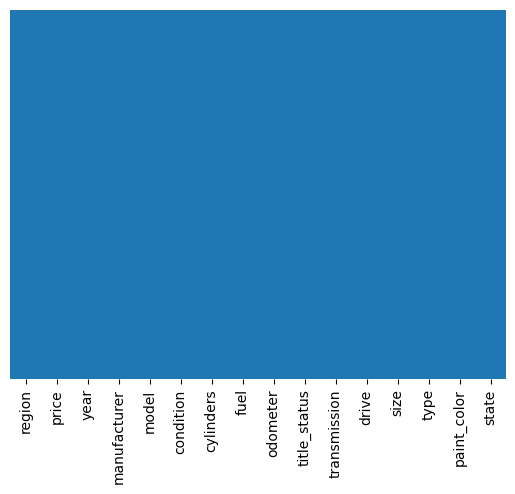 region
price
year
manufacturer
model
condition
cylinders
fuel
odometer
title_status
transmission
drive
size
type
paint_color
state